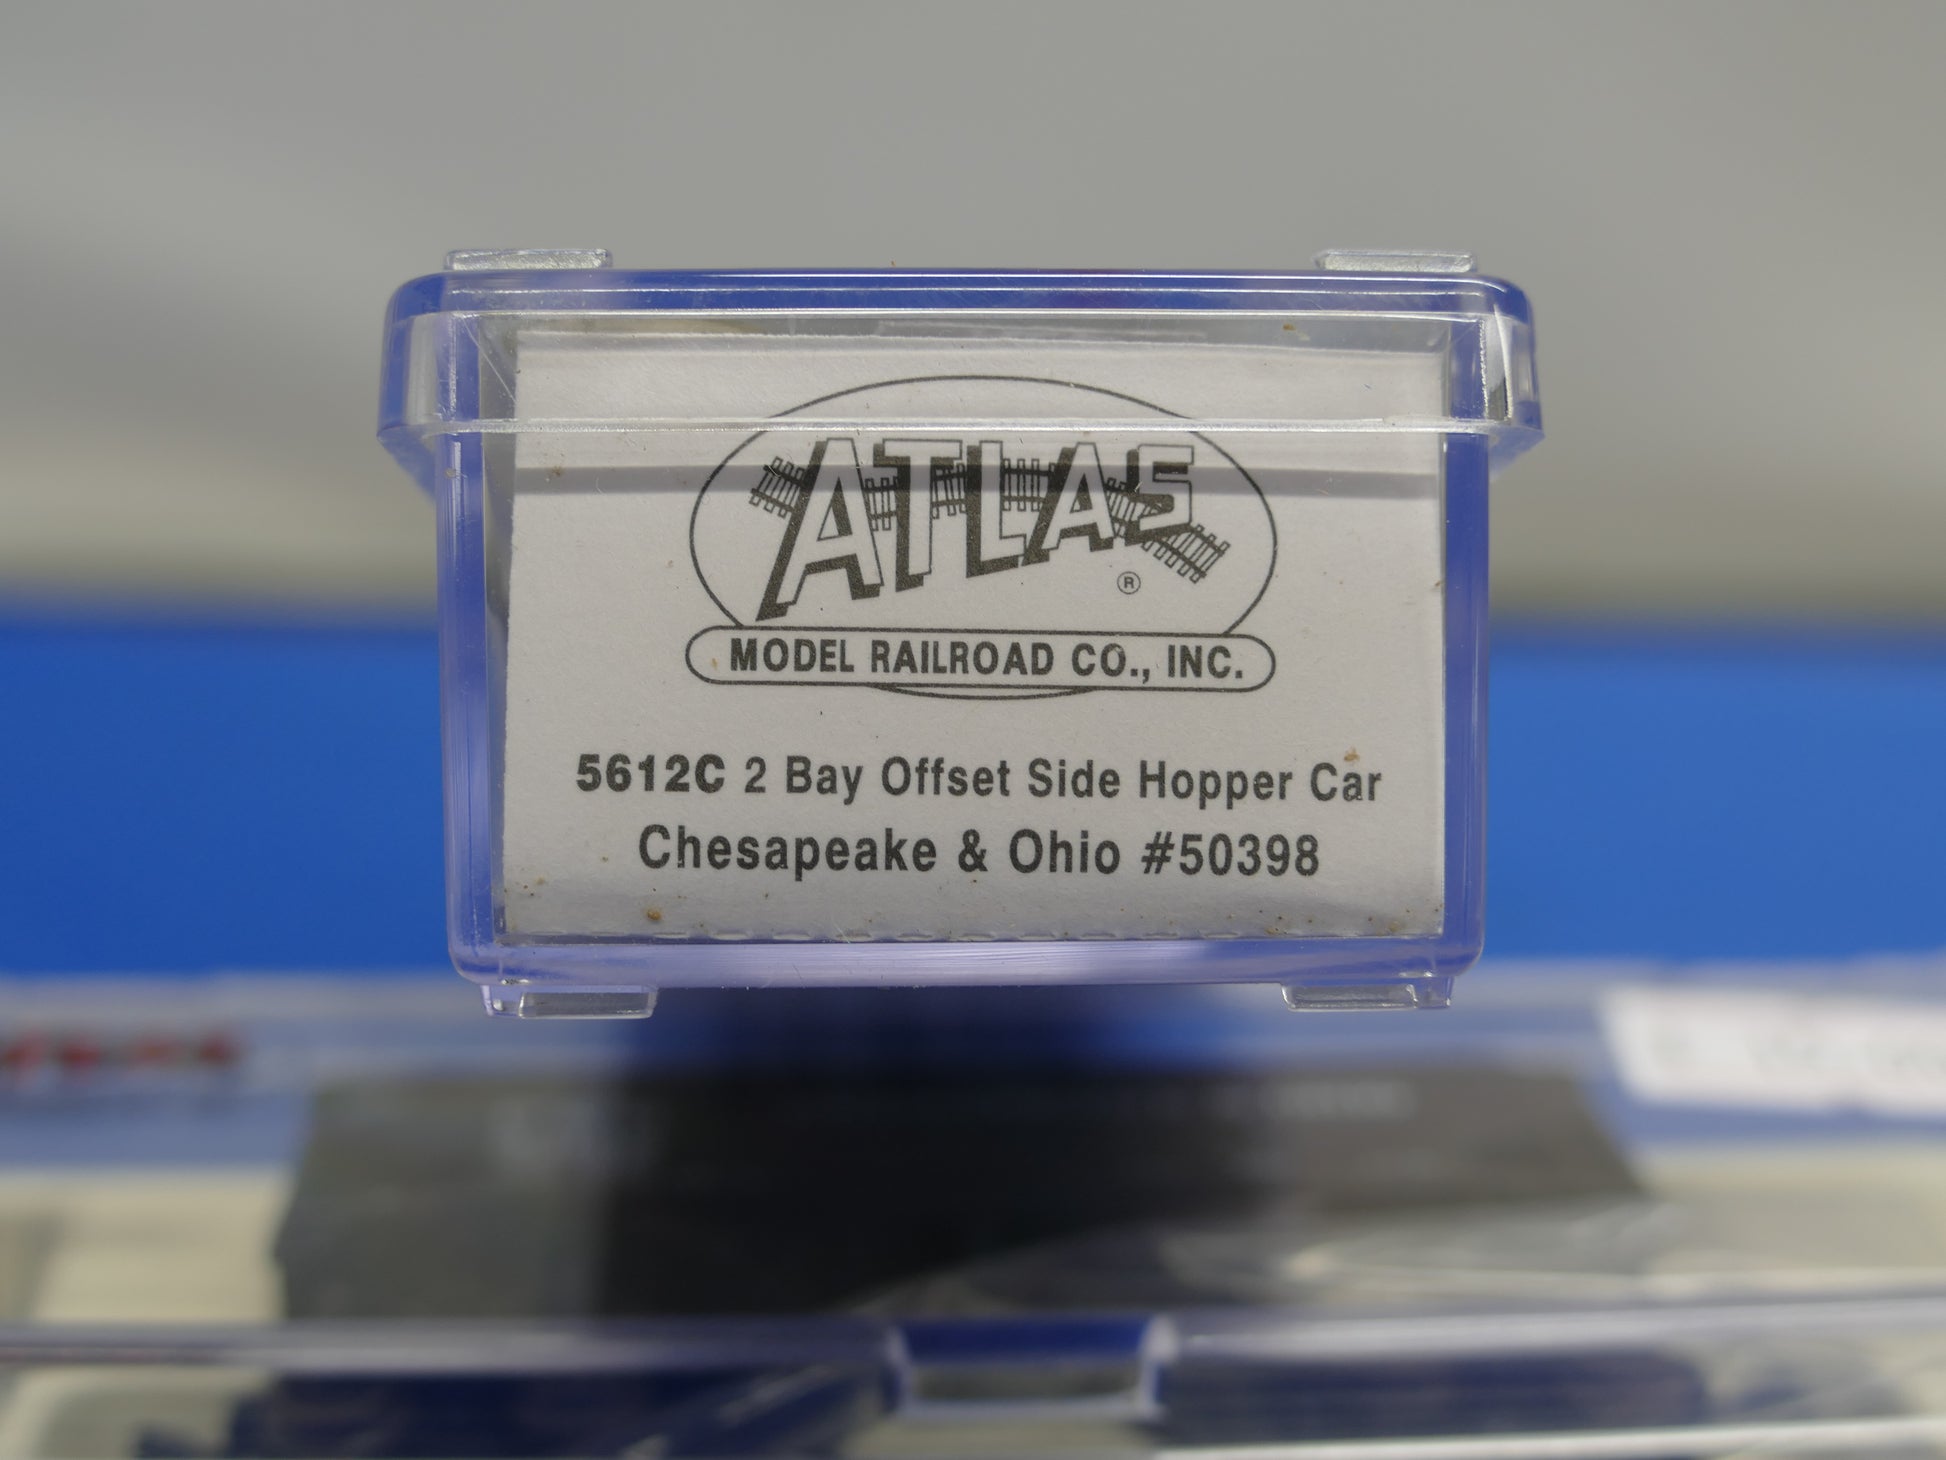 ATLAS
®
MODEL RAILROAD CO., INC.
5612C 2 Bay Offset Side Hopper Car
Chesapeake & Ohio #50398